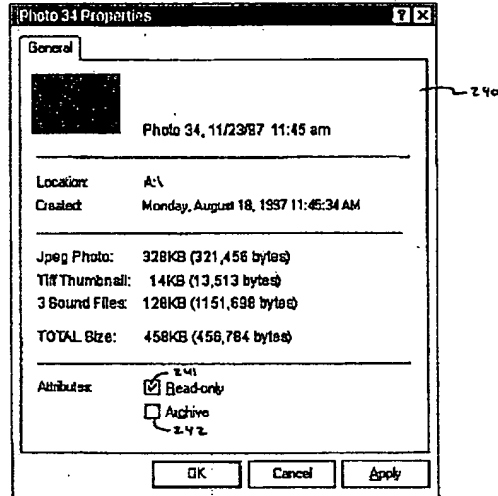 Photo 34 Properties ? X
General
240
Photo 34, 11/23/97 11:45 am
Location: A:\
Created: Monday, August 18, 1997 11:45:34 AM
Jpeg Photo: 328KB (321,456 bytes)
Tiff Thumbnail: 14KB (13,513 bytes)
3 Sound Files: 128KB (1151,698 bytes)
TOTAL Size: 458KB (456,784 bytes)
241
Attributes: Read-only
Archive
242
OK Cancel Apply